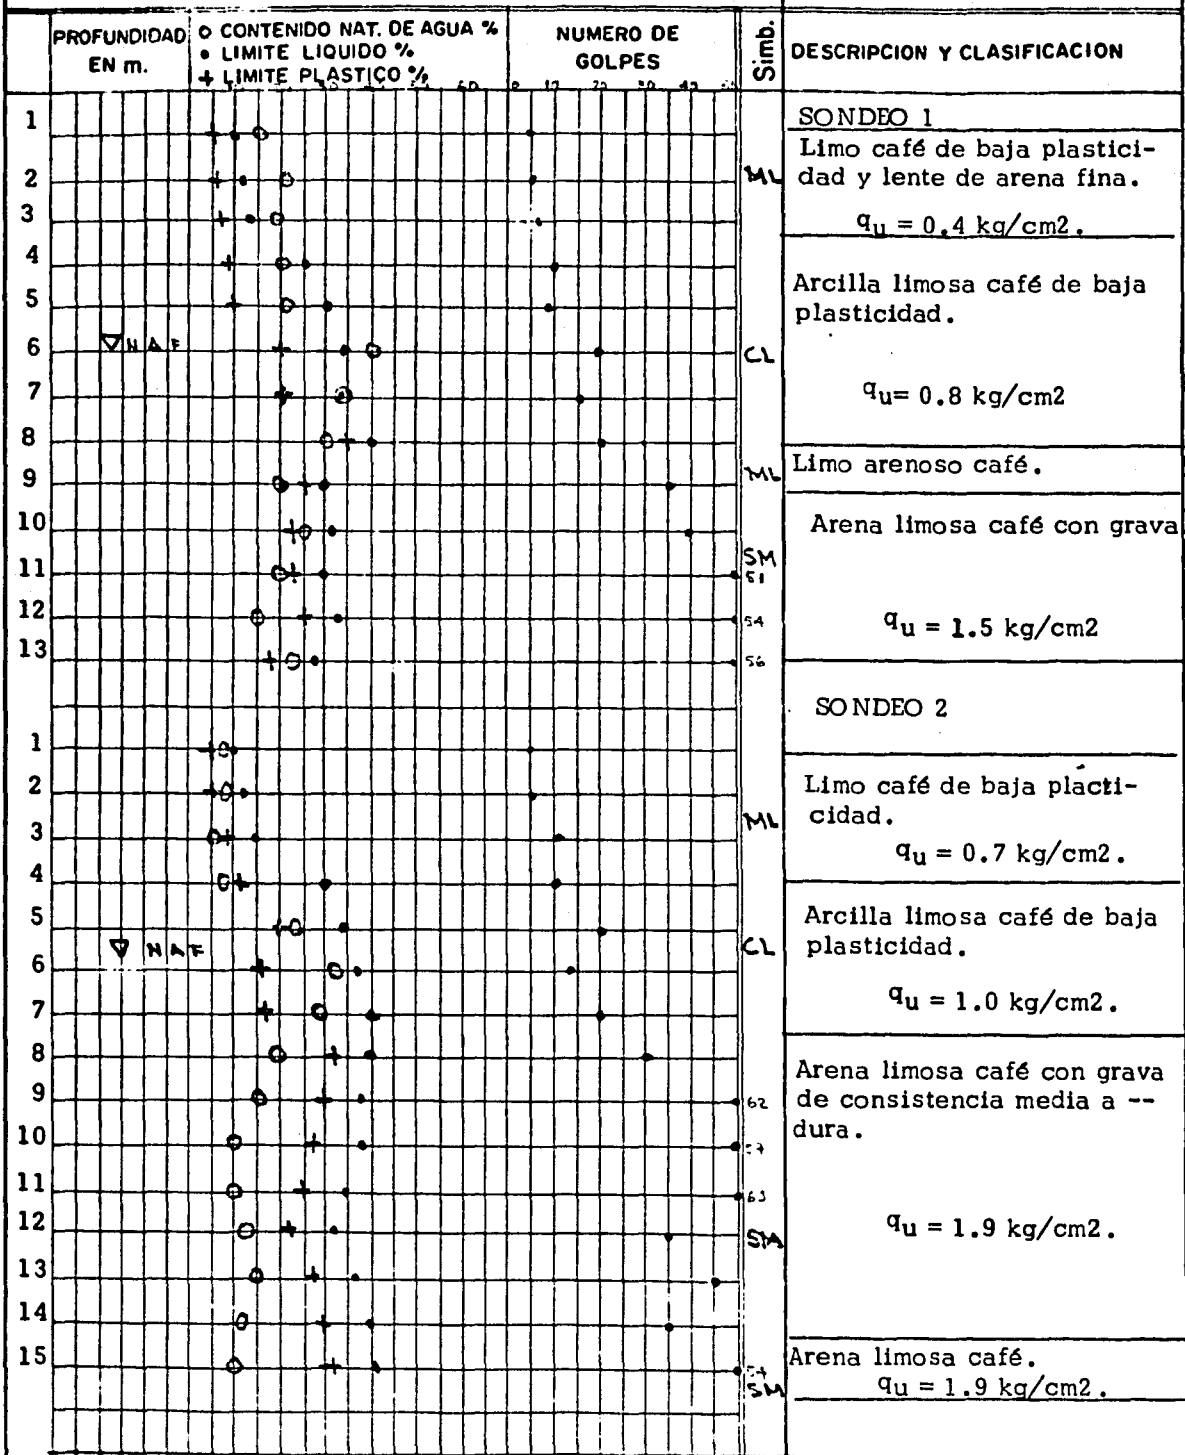 PROFUNDIDAD
EN m.
O CONTENIDO NAT. DE AGUA %
• LIMITE LIQUIDO %
+ LIMITE PLASTICO %
NUMERO DE
GOLPES
Simb.
DESCRIPCION Y CLASIFICACION
SONDEO 1
1
Limo café de baja plastici-
2
ML
dad y lente de arena fina.
3
qu = 0.4 kg/cm2.
4
Arcilla limosa café de baja
5
plasticidad.
NAF
6
CL
7
qu= 0.8 kg/cm2
8
Limo arenoso café.
9
ML
10
Arena limosa café con grava
SM
11
51
12
54
qu = 1.5 kg/cm2
13
56
SONDEO 2
1
2
Limo café de baja plácti-
cidad.
3
ML
qu = 0.7 kg/cm2.
4
5
Arcilla limosa café de baja
plasticidad.
NAF
CL
6
7
qu = 1.0 kg/cm2.
8
Arena limosa café con grava
9
62
de consistencia media a --
dura.
10
11
63
12
SM
qu = 1.9 kg/cm2.
13
14
15
Arena limosa café.
SM
qu = 1.9 kg/cm2.